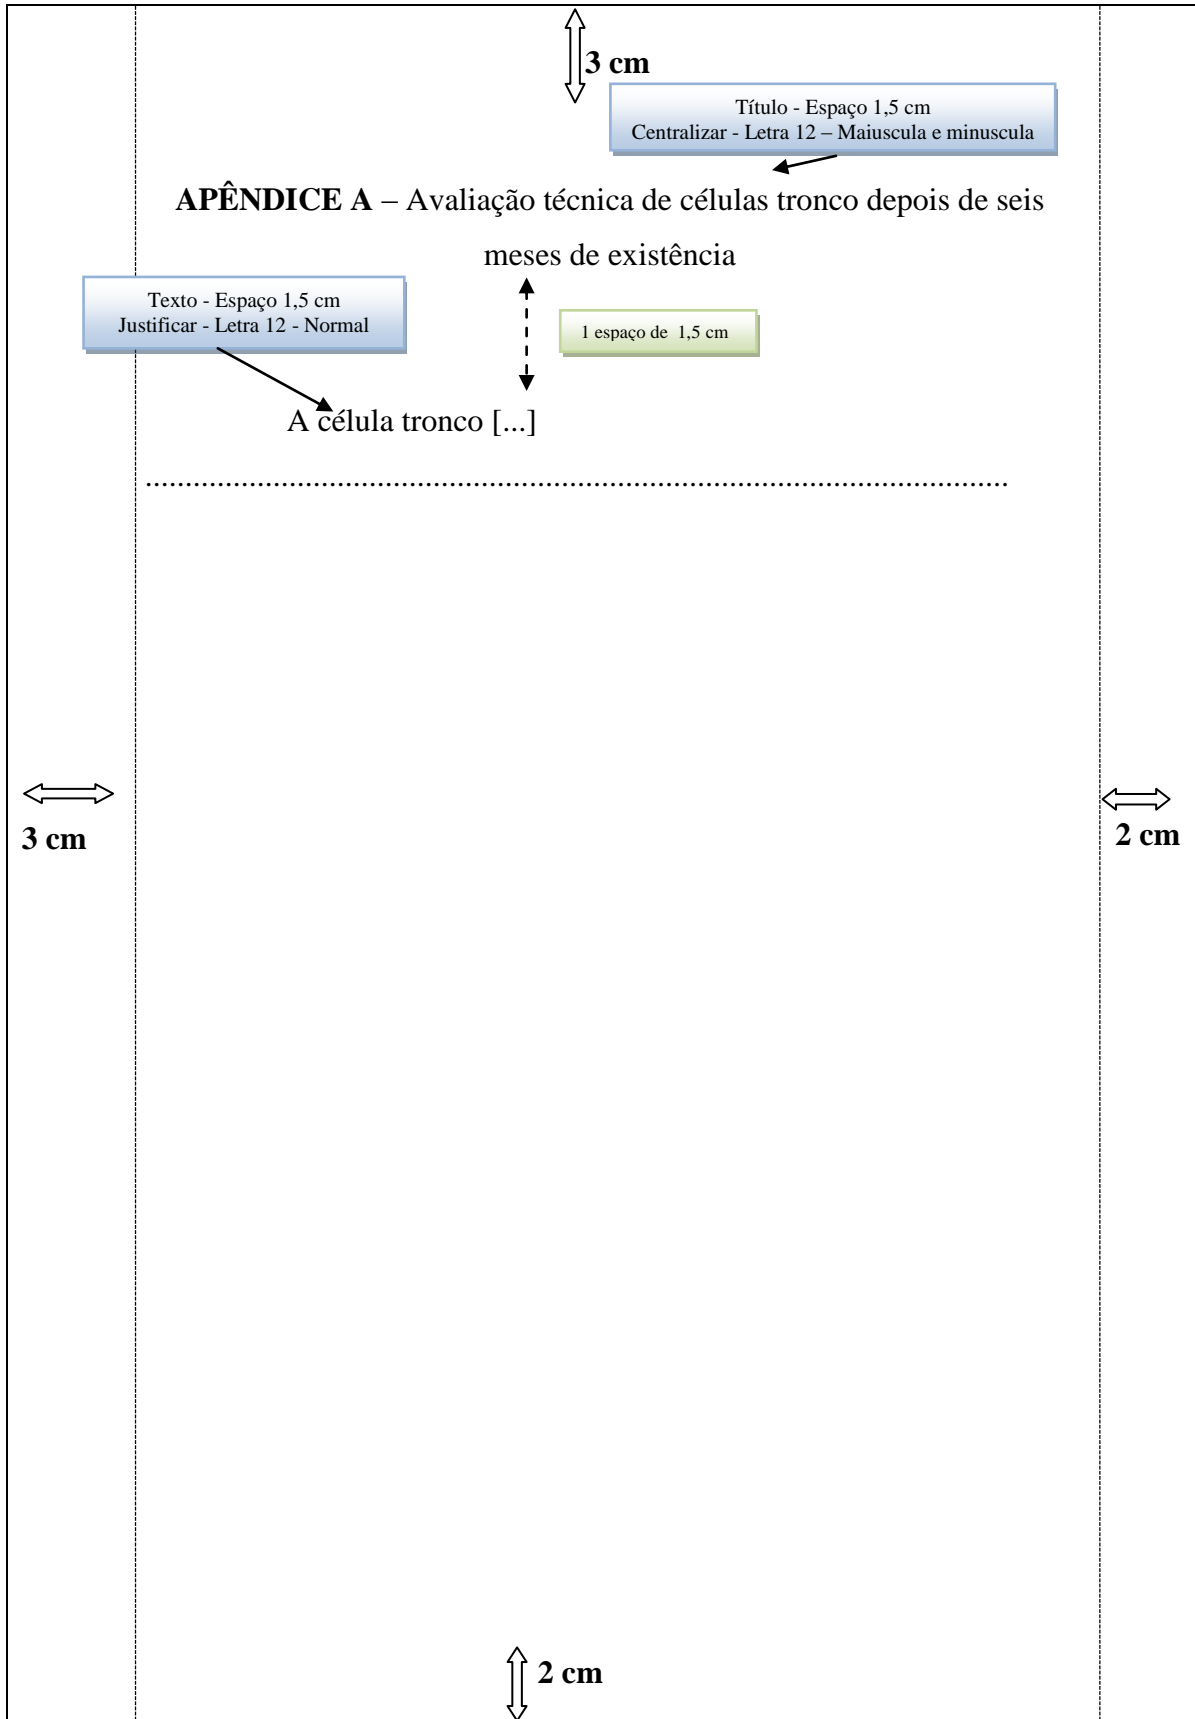 3 cm
Título - Espaço 1,5 cm
Centralizar - Letra 12 – Maiuscula e minuscula
APÊNDICE A – Avaliação técnica de células tronco depois de seis
meses de existência
Texto - Espaço 1,5 cm
Justificar - Letra 12 - Normal
1 espaço de 1,5 cm
A célula tronco [...]
..............................................................................................................
3 cm
2 cm
2 cm